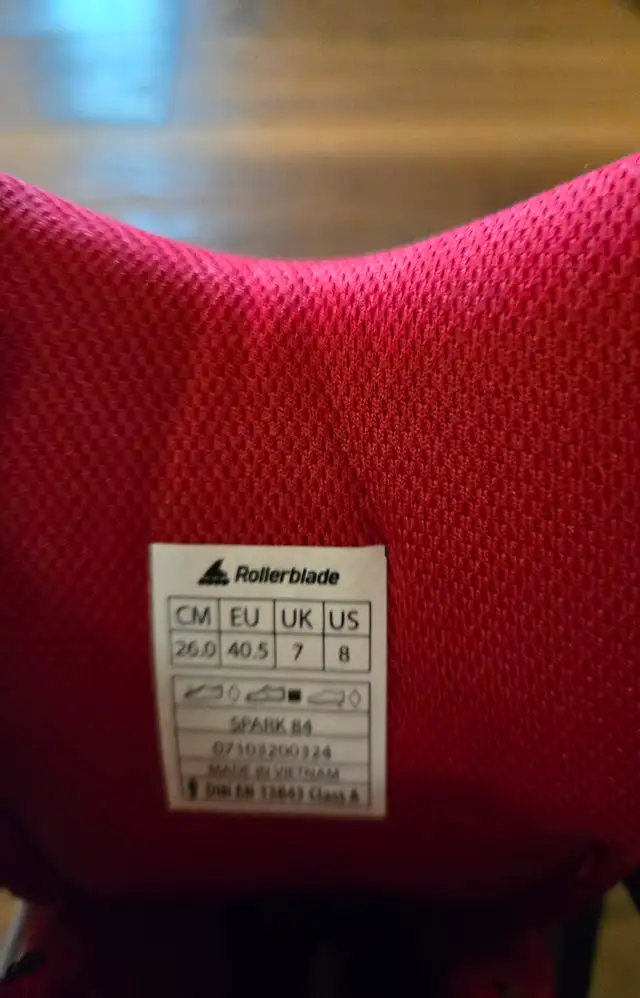 Rollerblade
CM EU UK US
26.0 40.5 7 8
SPARK 84
07103200324
MADE IN VIETNAM
DIN EN 13843 Class A